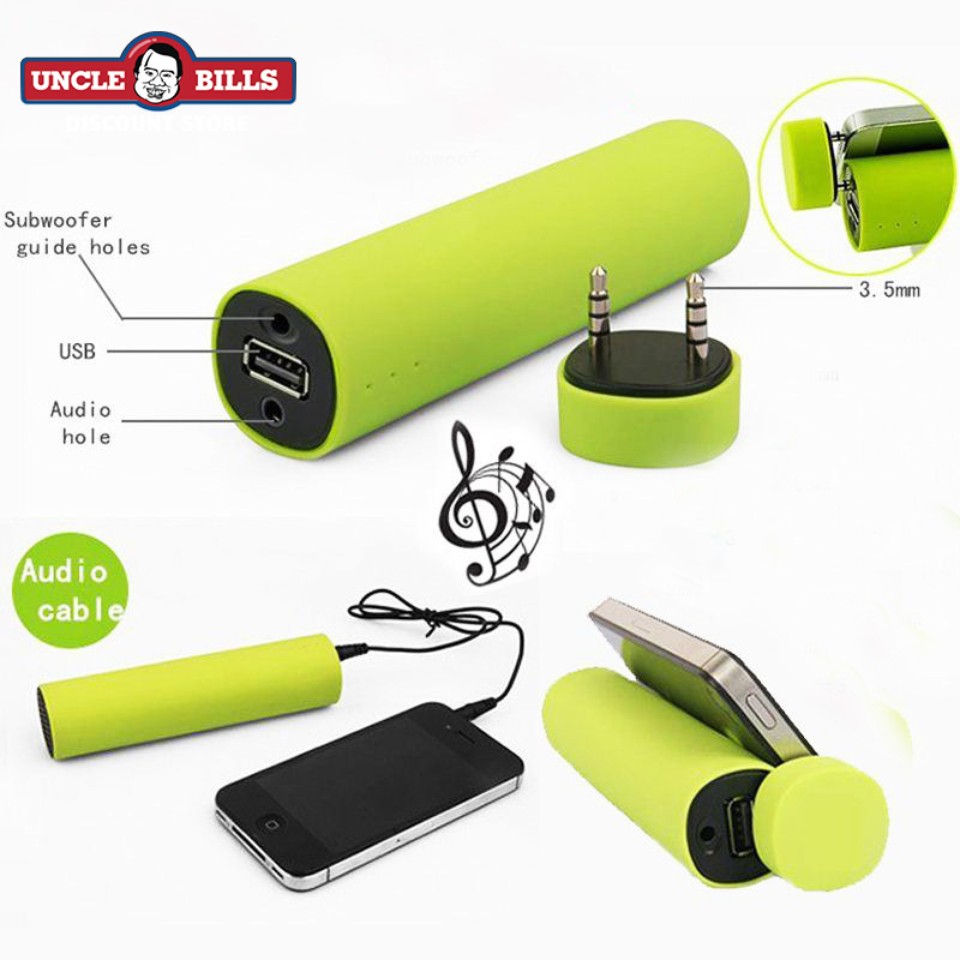 UNCLE BILLS
DISCOUNT STORE
Subwoofer
guide holes
USB
Audio
hole
3.5mm
Audio
cable